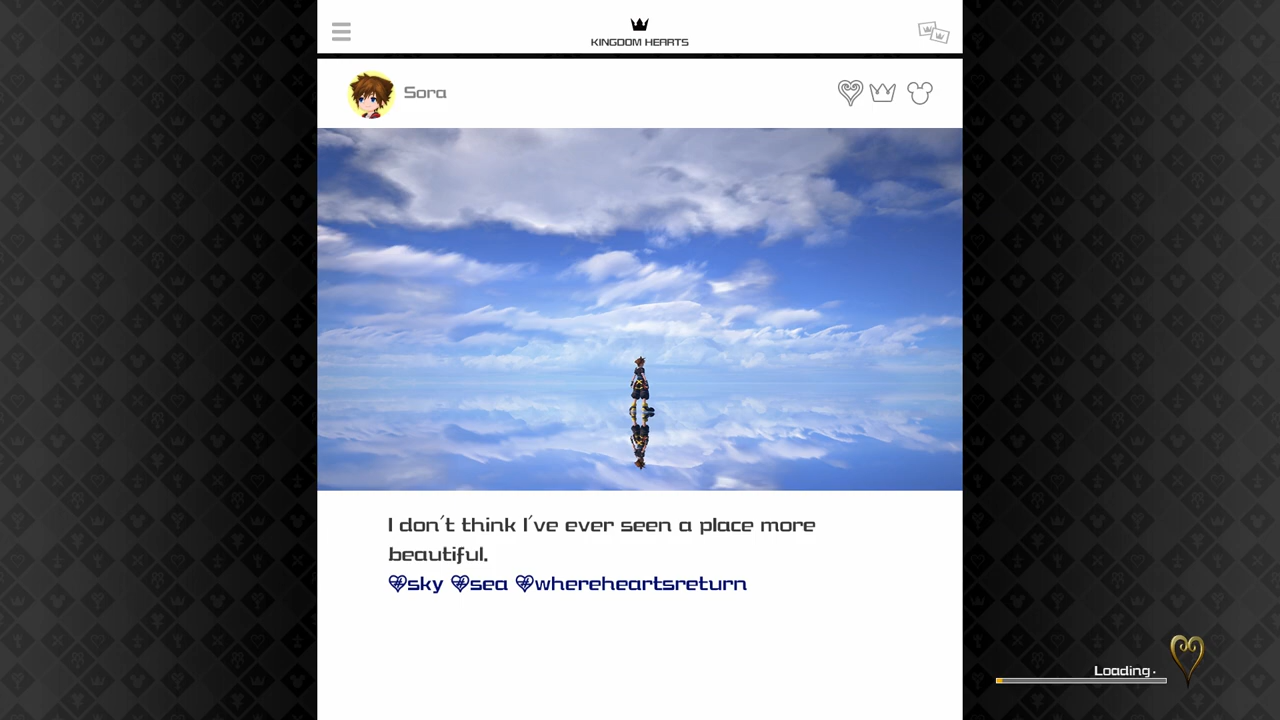 KINGDOM HEARTS
Sora
I don't think I've ever seen a place more
beautiful.
#sky #sea #whereheartsreturn
Loading.